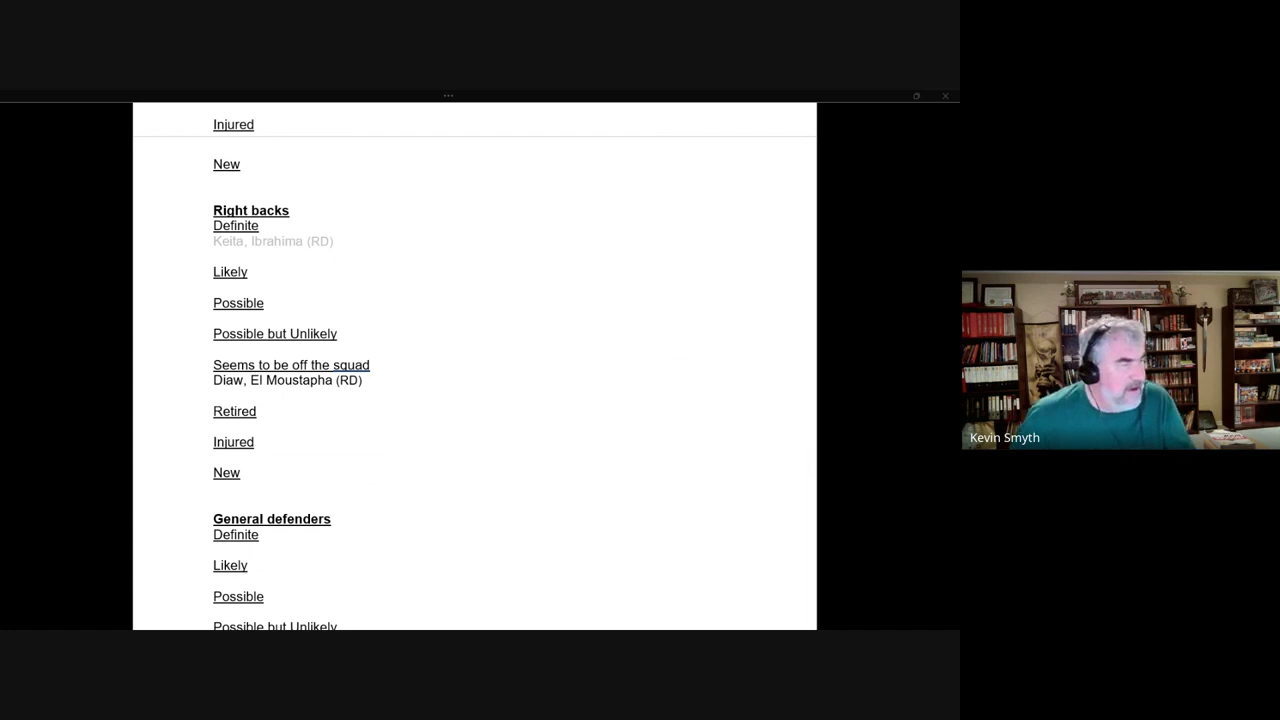 Injured
New
Right backs
Definite
Keita, Ibrahima (RD)
Likely
Possible
Possible but Unlikely
Seems to be off the squad
Diaw, El Moustapha (RD)
Retired
Injured
New
General defenders
Definite
Likely
Possible
Possible but Unlikely
Kevin Smyth